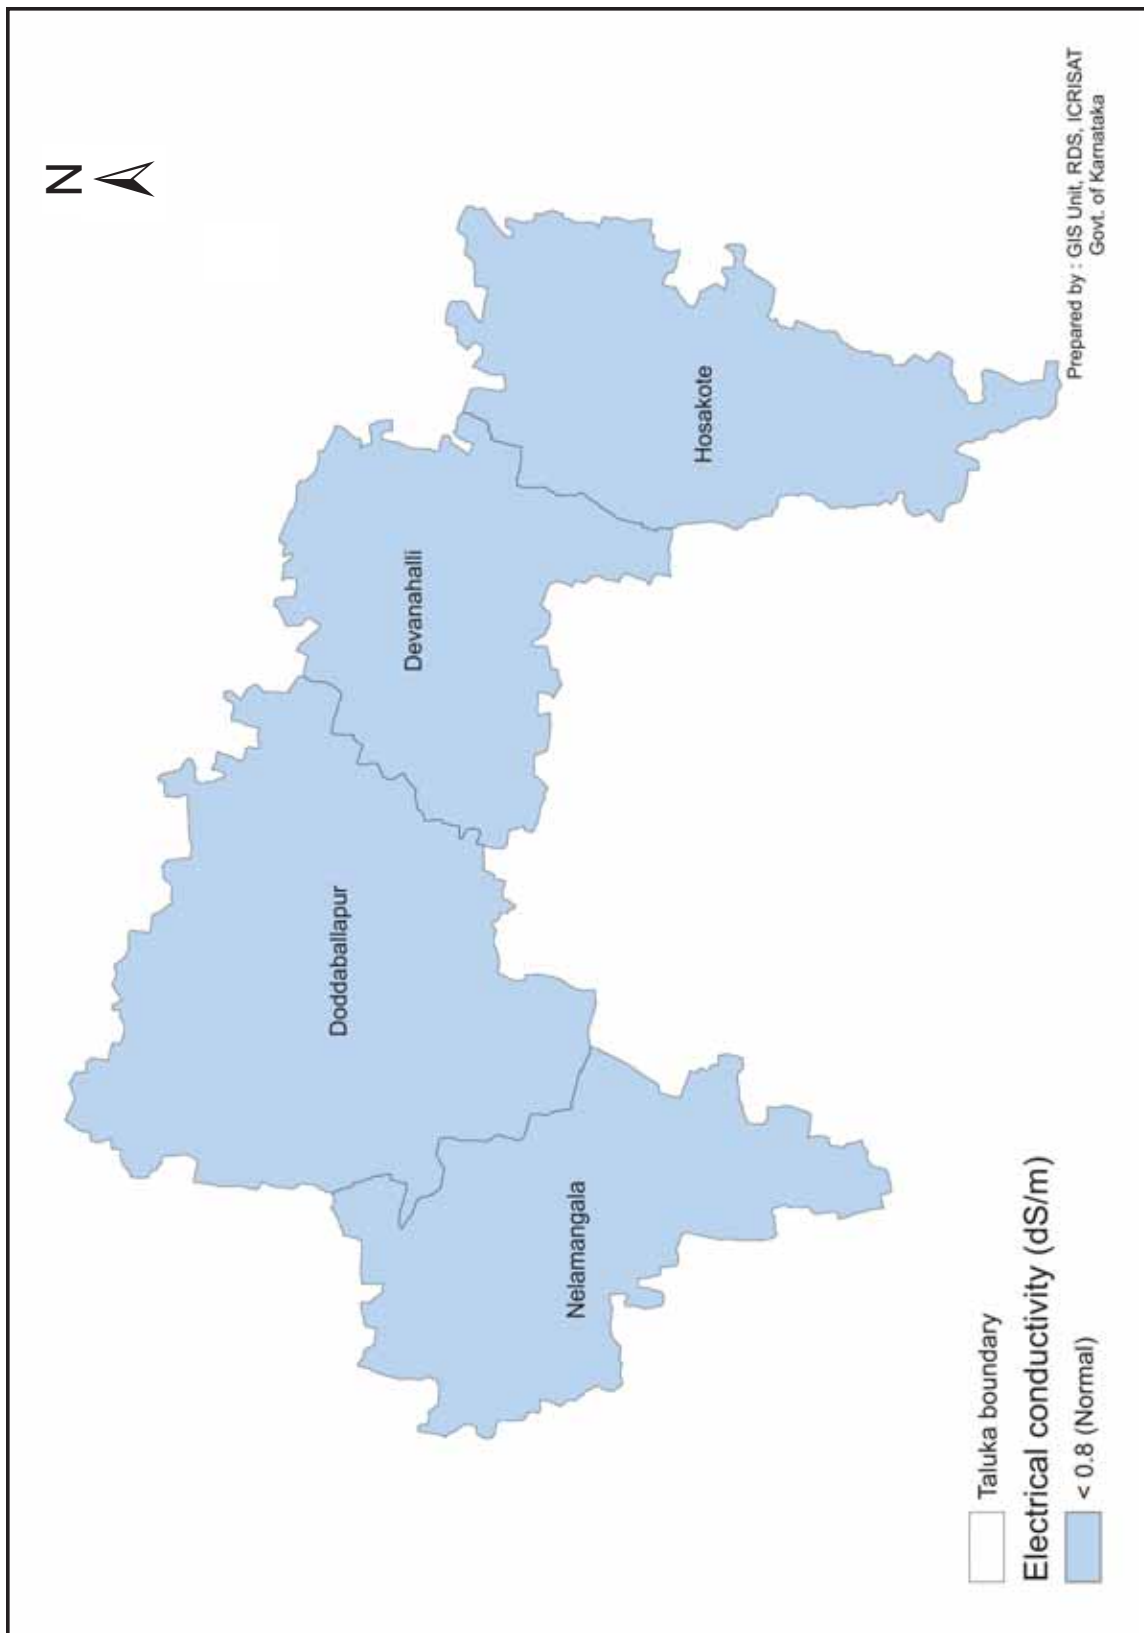 N
Doddaballapur
Devanahalli
Nelamangala
Hosakote
Taluka boundary
Electrical conductivity (dS/m)
< 0.8 (Normal)
Prepared by : GIS Unit, RDS, ICRISAT
Govt. of Karnataka